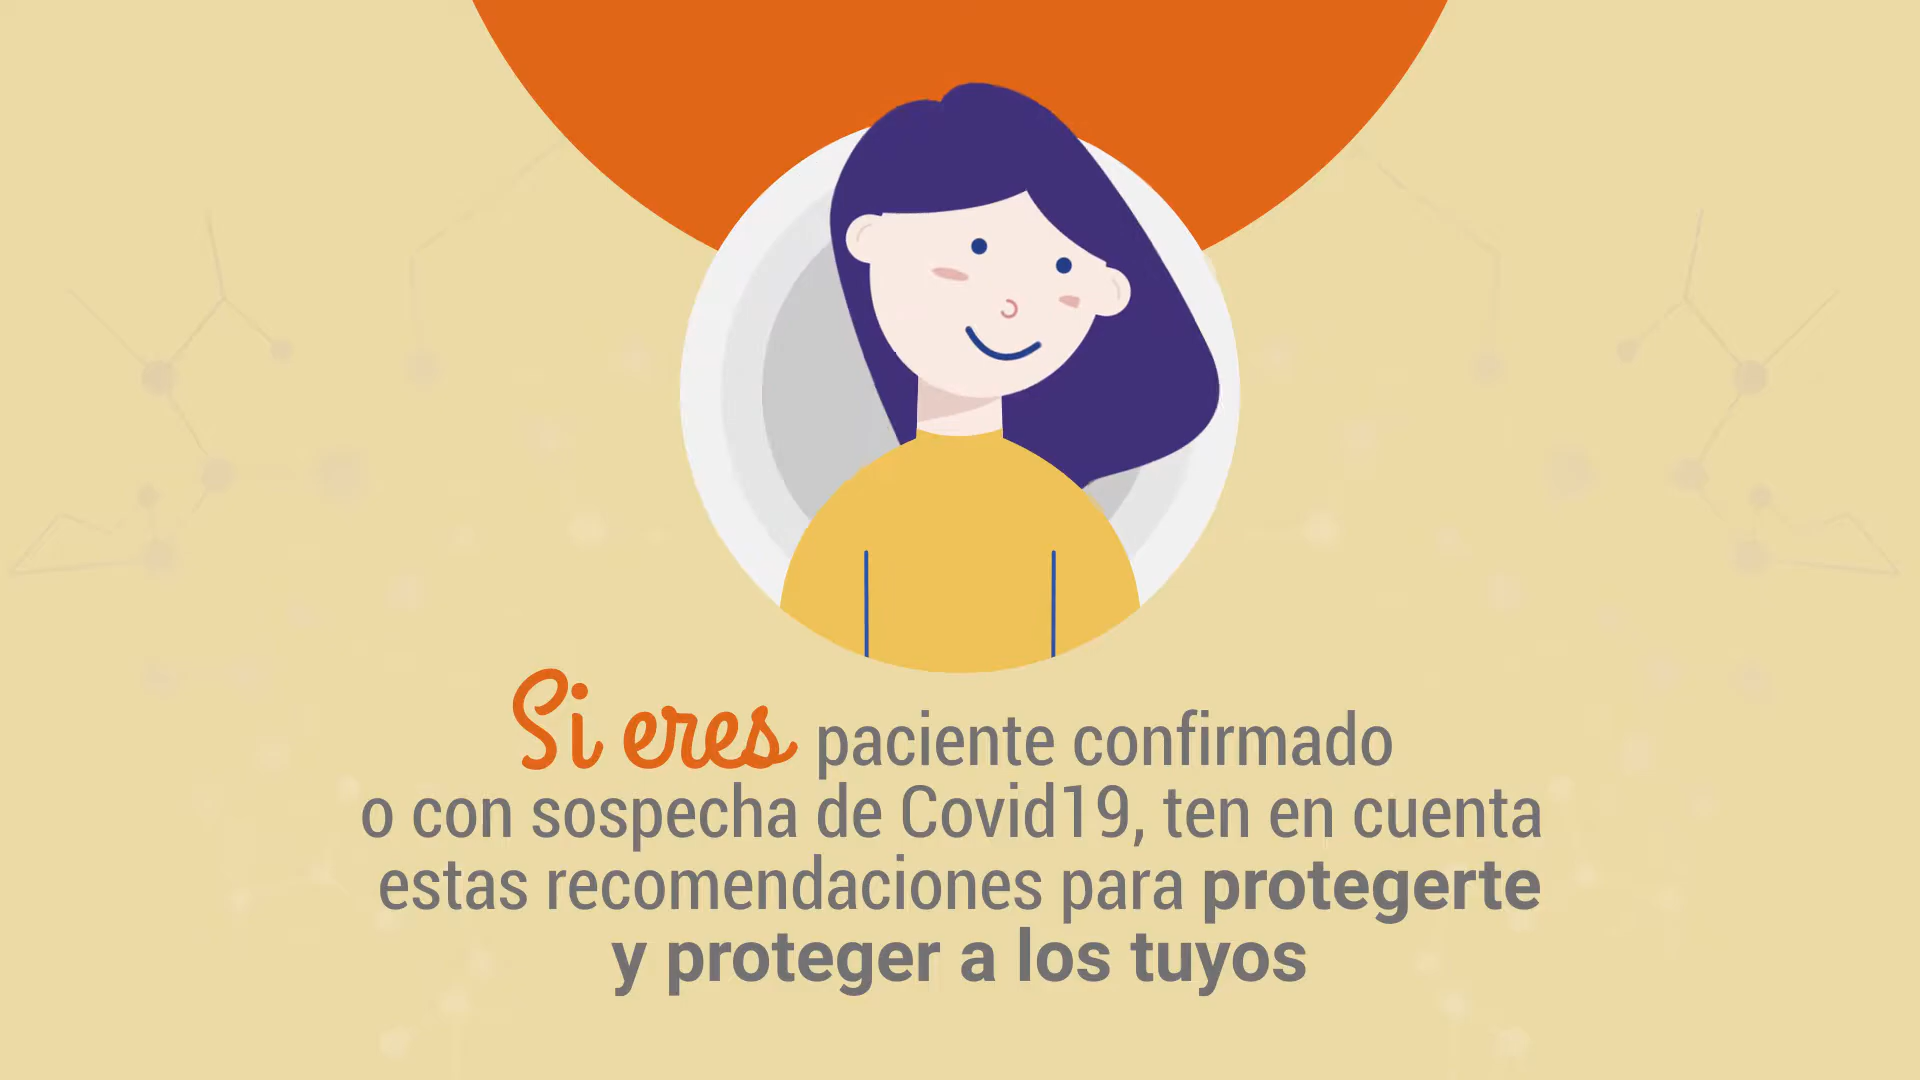 Si eres paciente confirmado
o con sospecha de Covid19, ten en cuenta
estas recomendaciones para protegerte
y proteger a los tuyos